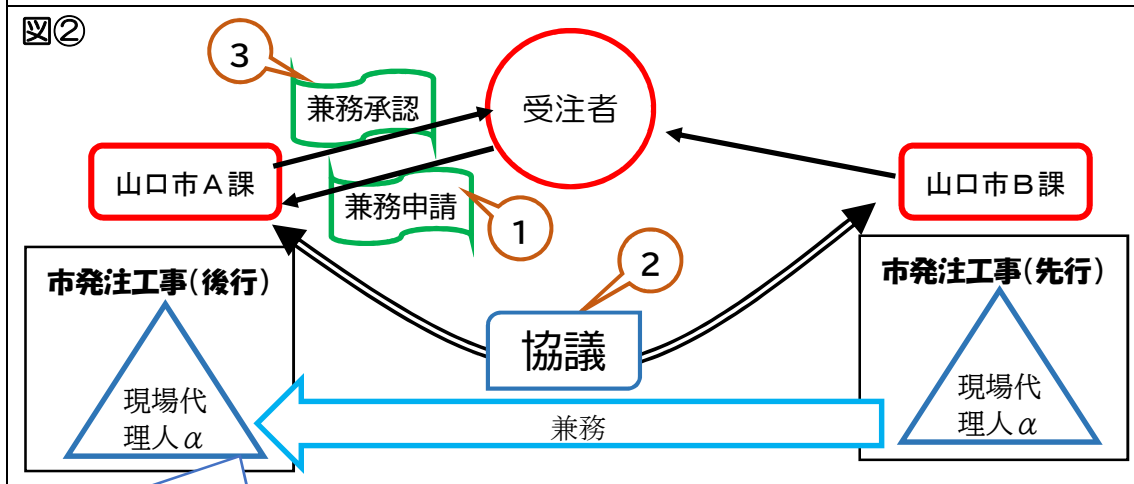 図②
3
兼務承認
受注者
山口市A課
山口市B課
兼務申請
1
2
市発注工事(後行)
市発注工事(先行)
協議
現場代
理人α
現場代
理人α
兼務